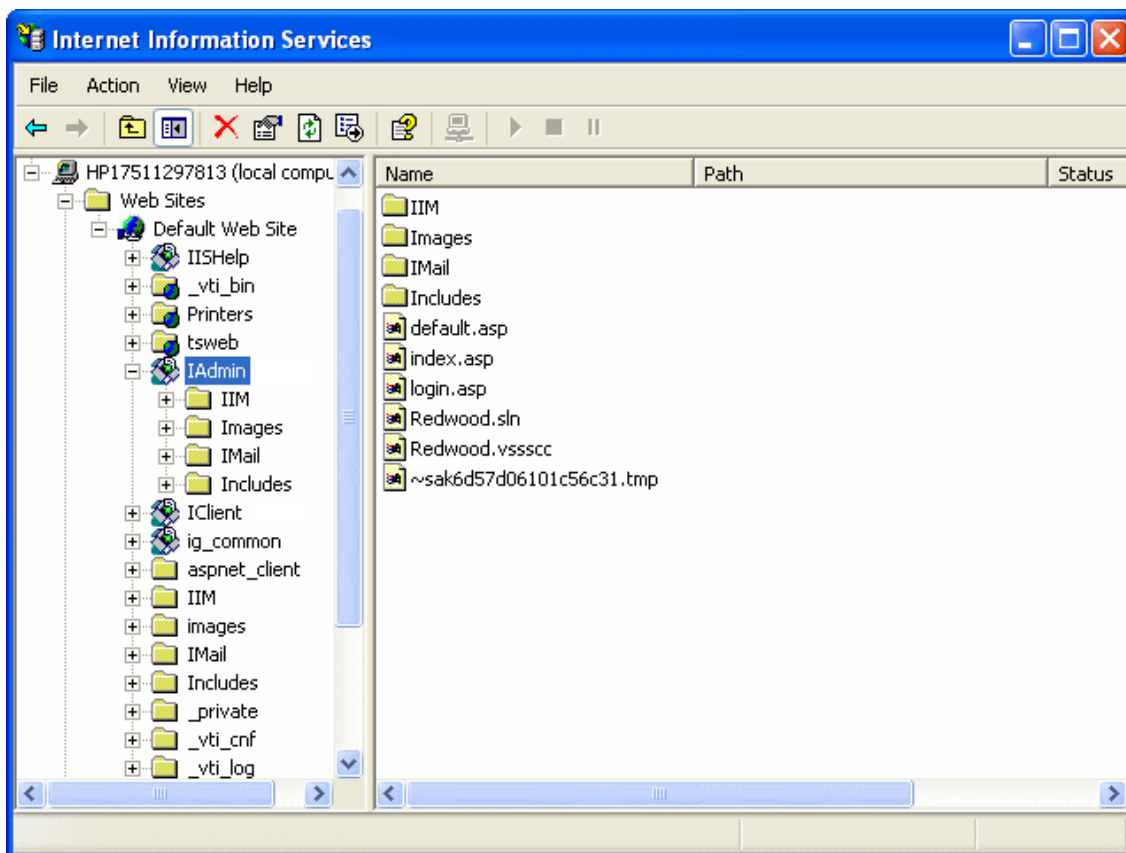 Internet Information Services
File Action View Help
HP17511297813 (local compu
Web Sites
Default Web Site
IISHelp
_vti_bin
Printers
tsweb
IAdmin
IIM
Images
IMail
Includes
IClient
ig_common
aspnet_client
IIM
images
IMail
Includes
_private
_vti_cnf
_vti_log
Name Path Status
IIM
Images
IMail
Includes
default.asp
index.asp
login.asp
Redwood.sln
Redwood.vssscc
~sak6d57d06101c56c31.tmp